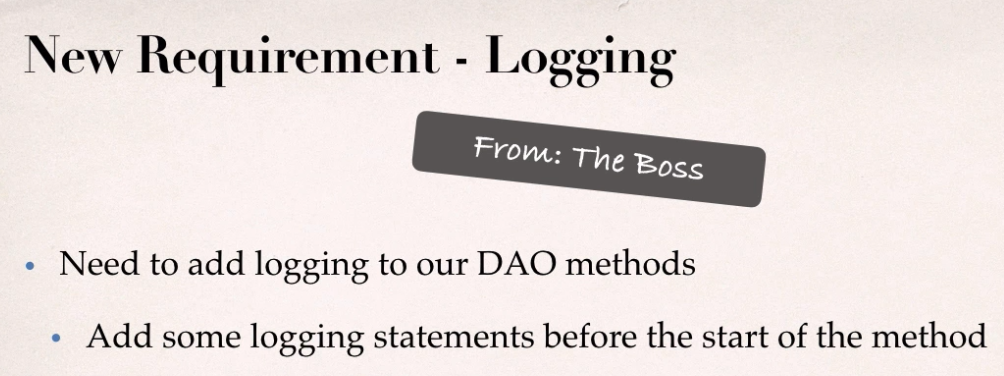 New Requirement - Logging
From: The Boss
• Need to add logging to our DAO methods
• Add some logging statements before the start of the method